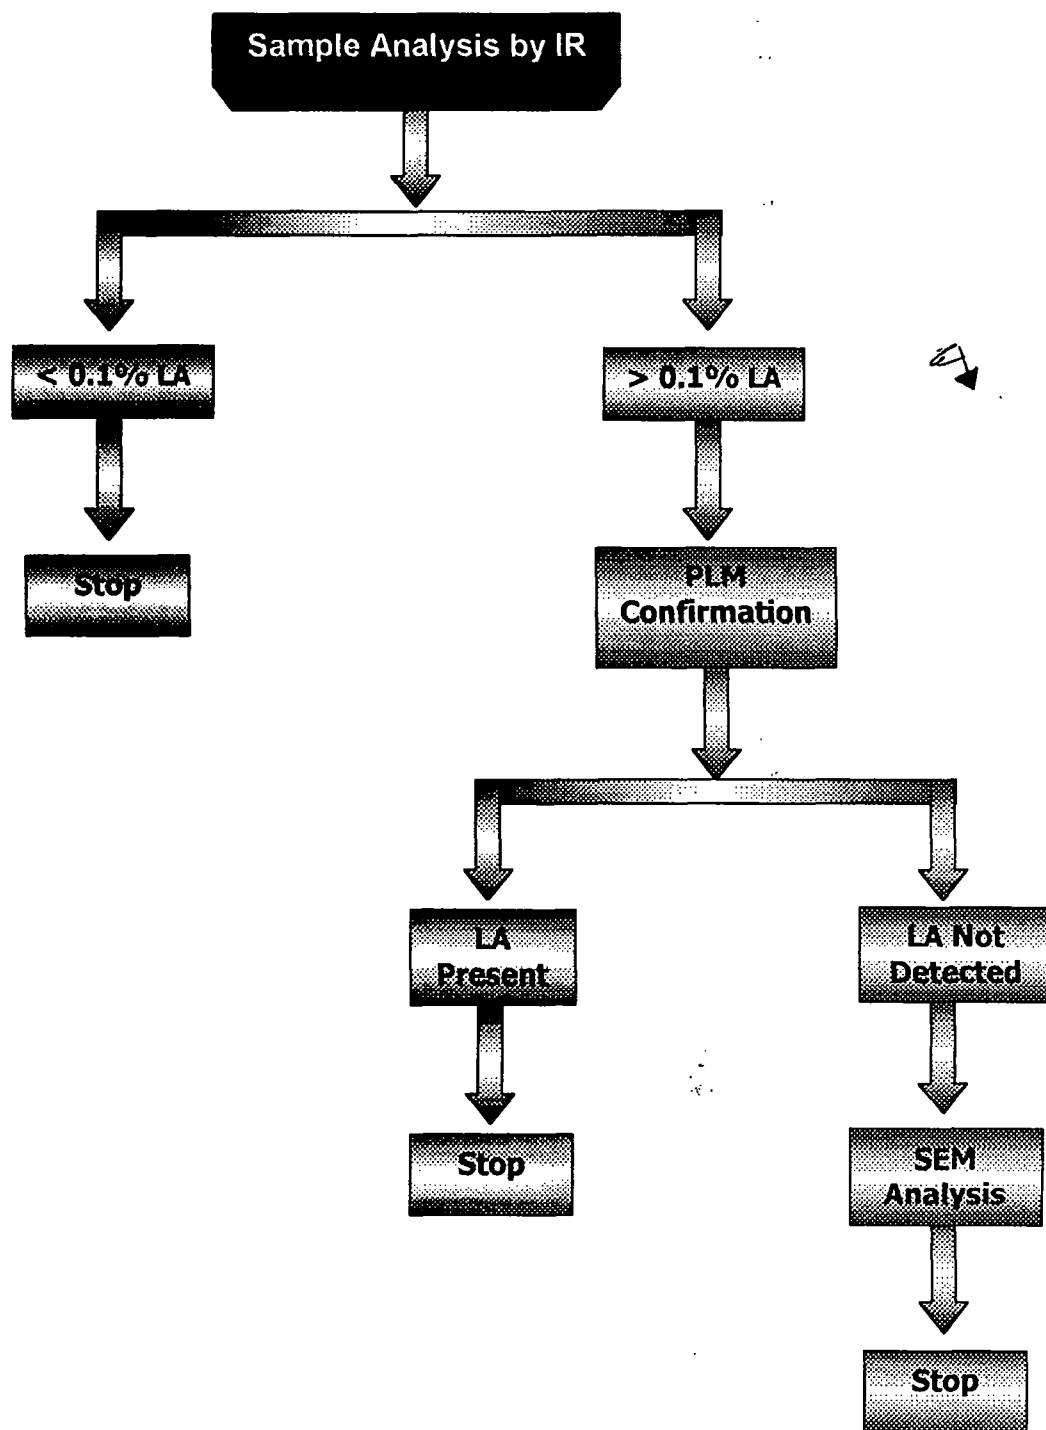 Sample Analysis by IR
< 0.1% LA
> 0.1% LA
Stop
PLM
Confirmation
LA
Present
LA Not
Detected
Stop
SEM
Analysis
Stop